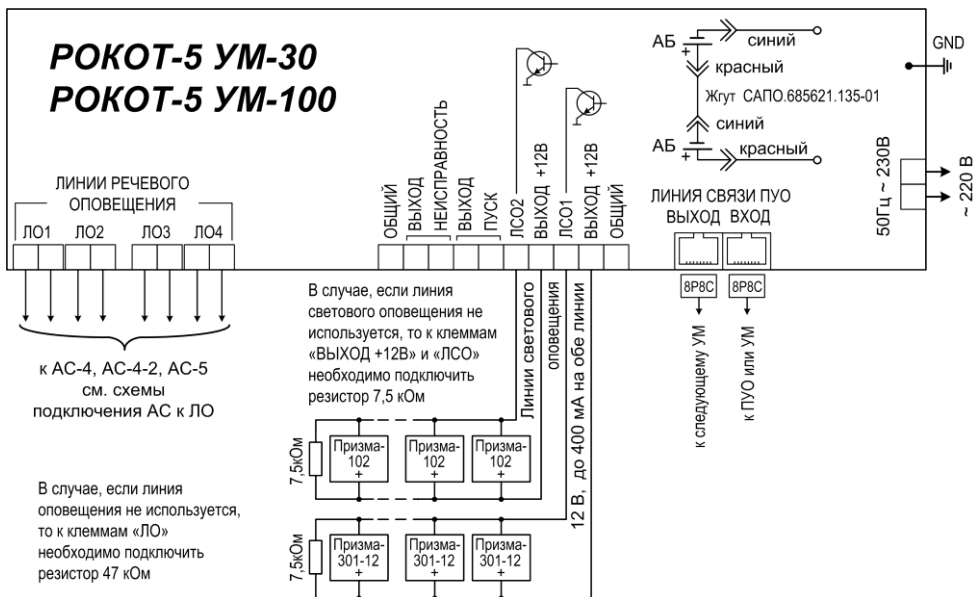 РОКОТ-5 УМ-30
РОКОТ-5 УМ-100
АБ
+
синий
красный
Жгут САПО.685621.135-01
синий
АБ
+
красный
GND
50Гц ~ 230В
~ 220 В
ЛИНИИ РЕЧЕВОГО
ОПОВЕЩЕНИЯ
ЛО1
ЛО2
ЛО3
ЛО4
ОБЩИЙ
ВЫХОД
НЕИСПРАВНОСТЬ
ВЫХОД
ПУСК
ЛСО2
ВЫХОД +12В
ЛСО1
ВЫХОД +12В
ОБЩИЙ
ЛИНИЯ СВЯЗИ ПУО
ВЫХОД
ВХОД
8Р8С
8Р8С
к следующему УМ
к ПУО или УМ
к АС-4, АС-4-2, АС-5
см. схемы
подключения АС к ЛО
В случае, если линия
светового оповещения не
используется, то к клеммам
«ВЫХОД +12В» и «ЛСО»
необходимо подключить
резистор 7,5 кОм
Линии светового
оповещения
12 В, до 400 мА на обе линии
7,5кОм
Призма-
102
+
Призма-
102
+
Призма-
102
+
В случае, если линия
оповещения не используется,
то к клеммам «ЛО»
необходимо подключить
резистор 47 кОм
7,5кОм
Призма-
301-12
+
Призма-
301-12
+
Призма-
301-12
+